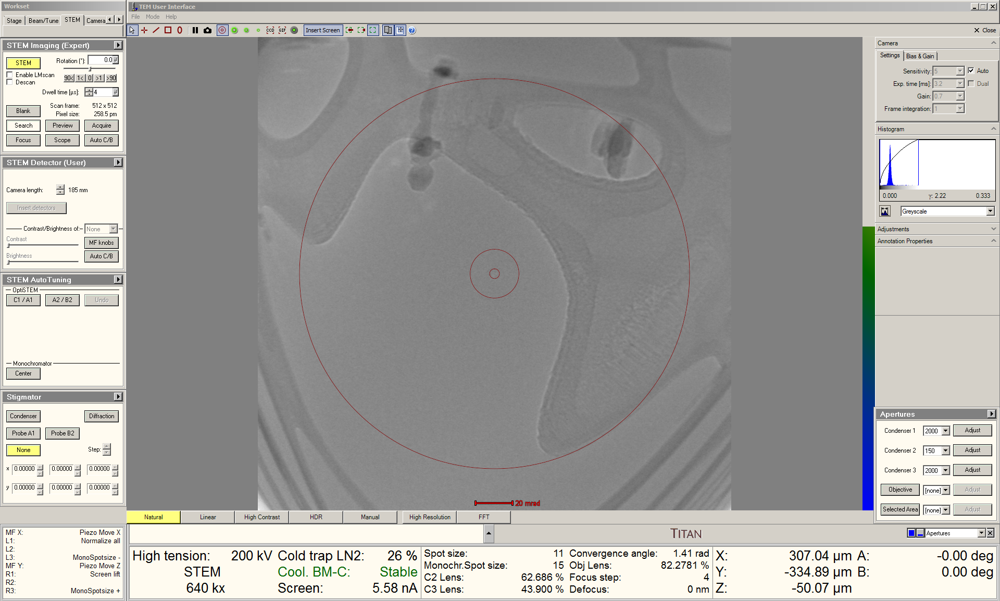 Workset
TEM User Interface
Stage Beam/Tune STEM Camera
File Mode Help
Insert Screen
CCD GIF
Close
STEM Imaging (Expert)
STEM
Rotation (°): 0.0
Enable LMscan
Descan
90< 1< 0 >1 >90
Dwell time [µs]: 4
Scan frame: 512 x 512
Pixel size: 258.5 pm
Blank
Search Preview Acquire
Focus Scope Auto C/B
STEM Detector (User)
Camera length: 185 mm
Insert detectors
Contrast/Brightness of: None
Contrast
MF knobs
Brightness
Auto C/B
STEM AutoTuning
OptiSTEM
C1 / A1 A2 / B2 Undo
Monochromator
Center
Stigmator
Condenser Diffraction
Probe A1 Probe B2
None Step:
x 0.00000 0.00000 0.00000
y 0.00000 0.00000 0.00000
20 mrad
Camera
Settings Bias & Gain
Sensitivity: 5 Auto
Exp. time [ms]: 3.2 Dual
Gain: 0.7
Frame integration: 1
Histogram
0.000 γ: 2.22 0.333
Greyscale
Adjustments
Annotation Properties
Apertures
Condenser 1 2000 Adjust
Condenser 2 150 Adjust
Condenser 3 2000 Adjust
Objective [none] Adjust
Selected Area [none] Adjust
Natural Linear High Contrast HDR Manual High Resolution FFT
TITAN
Apertures
MF X: Piezo Move X
L1: Normalize all
L2:
L3: MonoSpotsize -
MF Y: Piezo Move Z
R1: Screen lift
R2:
R3: MonoSpotsize +
High tension: 200 kV
STEM
640 kx
Cold trap LN2: 26 %
Cool. BM-C: Stable
Screen: 5.58 nA
Spot size: 11
Monochr.Spot size: 15
C2 Lens: 62.686 %
C3 Lens: 43.900 %
Convergence angle: 1.41 rad
Obj Lens: 82.2781 %
Focus step: 4
Defocus: 0 nm
X: 307.04 µm
Y: -334.89 µm
Z: -50.07 µm
A: -0.00 deg
B: 0.00 deg